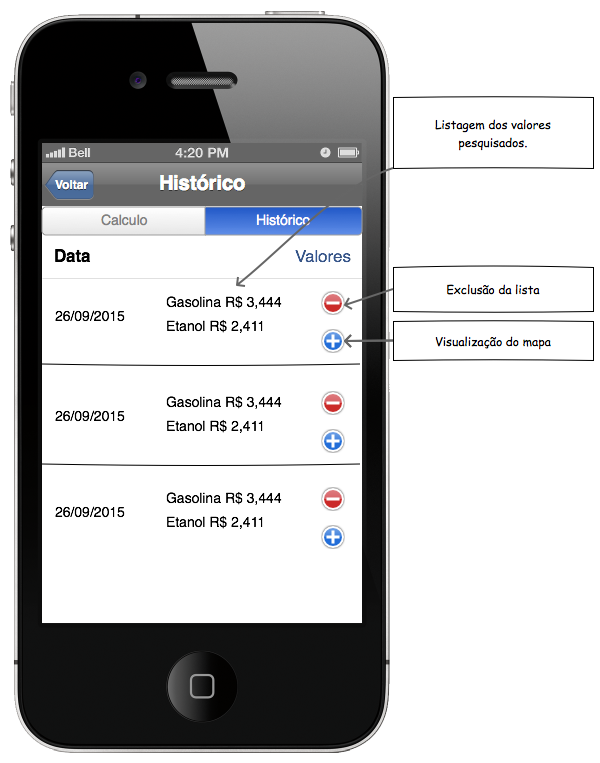 Bell 4:20 PM
Voltar Histórico
Calculo Histórico
Data Valores
Gasolina R$ 3,444
26/09/2015
Etanol R$ 2,411
Gasolina R$ 3,444
26/09/2015
Etanol R$ 2,411
Gasolina R$ 3,444
26/09/2015
Etanol R$ 2,411
Listagem dos valores
pesquisados.
Exclusão da lista
Visualização do mapa